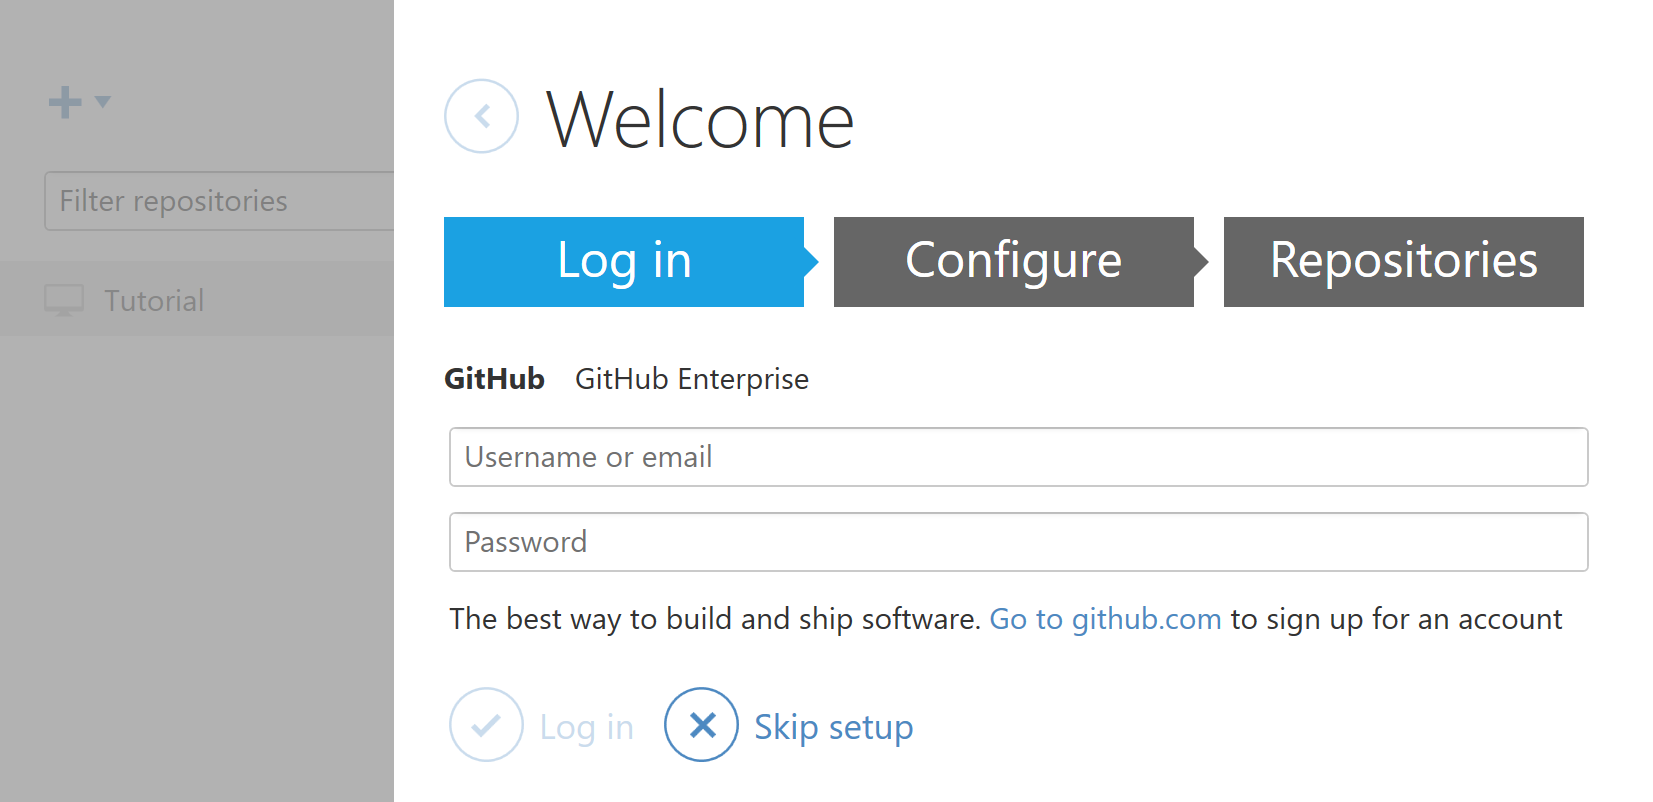 Filter repositories
Tutorial
Welcome
Log in
Configure
Repositories
GitHub
GitHub Enterprise
Username or email
Password
The best way to build and ship software. Go to github.com to sign up for an account
Log in
Skip setup